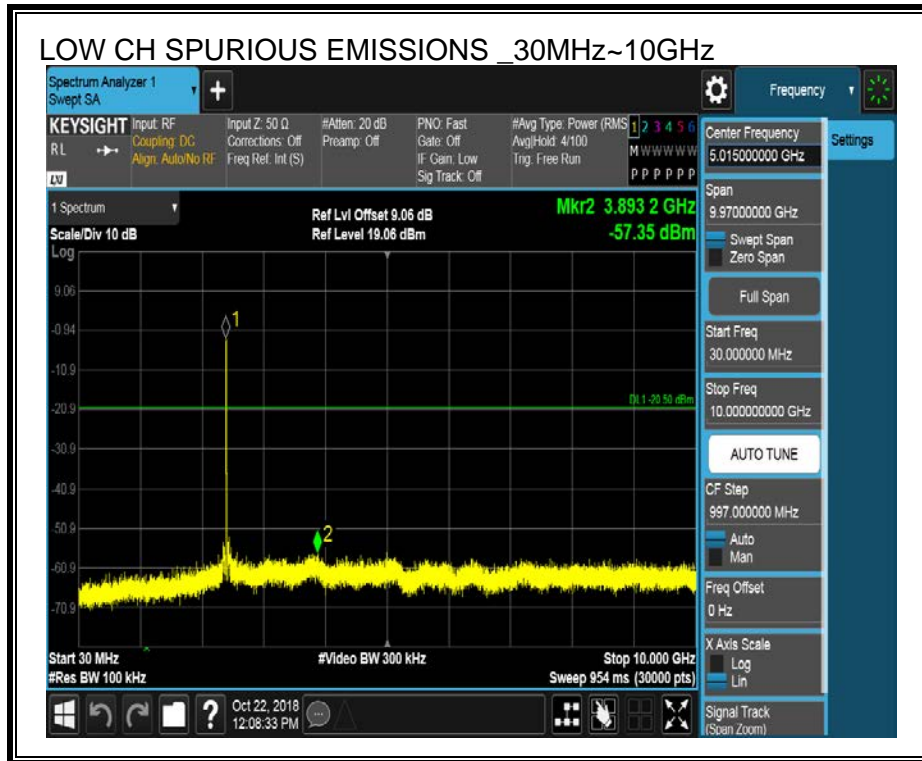 LOW CH SPURIOUS EMISSIONS _30MHz~10GHz
Spectrum Analyzer 1
Swept SA
+
Frequency
KEYSIGHT
RL
LXI
Input: RF
Coupling: DC
Align: Auto/No RF
Input Z: 50 Ω
Corrections: Off
Freq Ref: Int (S)
#Atten: 20 dB
Preamp: Off
PNO: Fast
Gate: Off
IF Gain: Low
Sig Track: Off
#Avg Type: Power (RMS
Avg|Hold: 4/100
Trig: Free Run
1 2 3 4 5 6
M W W W W W
P P P P P P
Settings
1 Spectrum
Scale/Div 10 dB
Ref Lvl Offset 9.06 dB
Ref Level 19.06 dBm
Mkr2 3.893 2 GHz
-57.35 dBm
Log
9.06
-0.94
-10.9
-20.9
-30.9
-40.9
-50.9
-60.9
-70.9
1
DL1 -20.50 dBm
2
Start 30 MHz
#Res BW 100 kHz
#Video BW 300 kHz
Stop 10.000 GHz
Sweep 954 ms (30000 pts)
Center Frequency
5.015000000 GHz
Span
9.97000000 GHz
Swept Span
Zero Span
Full Span
Start Freq
30.000000 MHz
Stop Freq
10.000000000 GHz
AUTO TUNE
CF Step
997.000000 MHz
Auto
Man
Freq Offset
0 Hz
X Axis Scale
Log
Lin
Signal Track
(Span Zoom)
?
Oct 22, 2018
12:08:33 PM